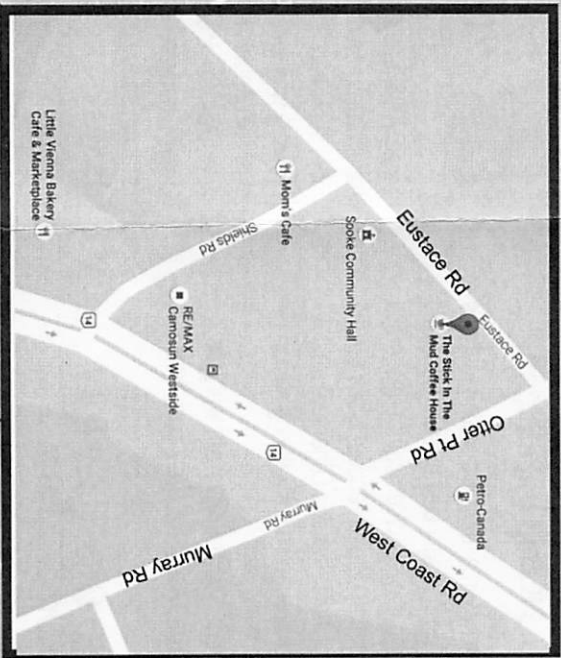 Eustace Rd
Eustace Rd
The Stick In The
Mud Coffee House
Otter Pt Rd
Petro-Canada
Sooke Community Hall
Mom's Cafe
Shields Rd
Little Vienna Bakery
Cafe & Marketplace
RE/MAX
Camosun Westside
14
14
West Coast Rd
Murray Rd
Murray Rd